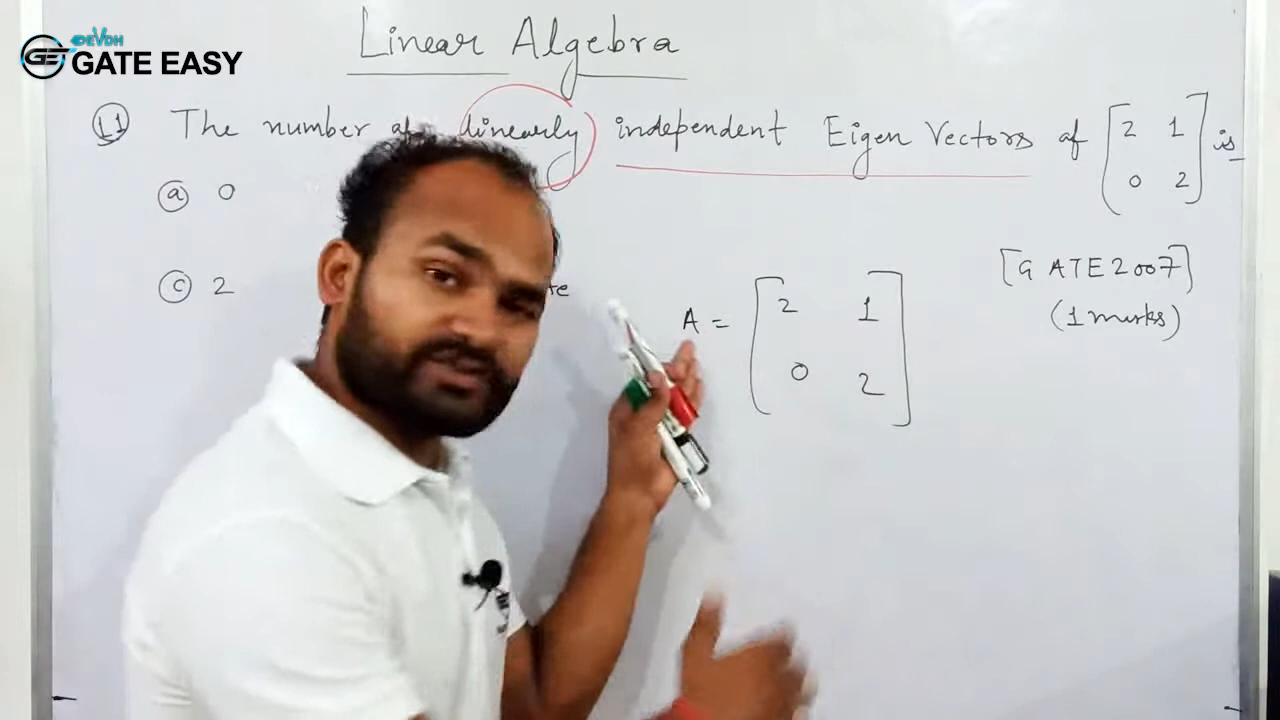 DEVDH
GATE EASY
Linear Algebra
11 The number of linearly independent Eigen Vectors of [2 1
0 2] is
(a) 0
(c) 2
A = [2 1
0 2]
[GATE 2007]
(1 marks)